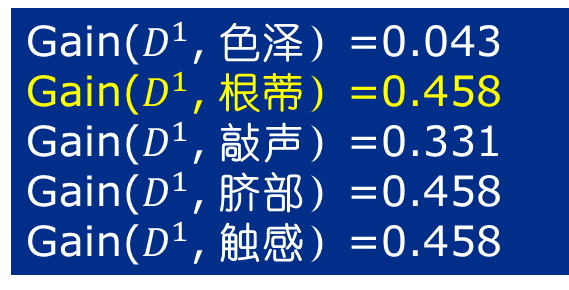 Gain(D¹, 色泽）=0.043
Gain(D¹, 根蒂）=0.458
Gain(D¹, 敲声）=0.331
Gain(D¹, 脐部）=0.458
Gain(D¹, 触感）=0.458